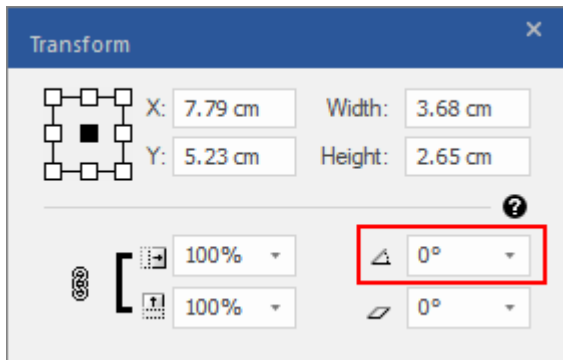 Transform
X: 7.79 cm Width: 3.68 cm
Y: 5.23 cm Height: 2.65 cm
?
100% 0°
100% 0°